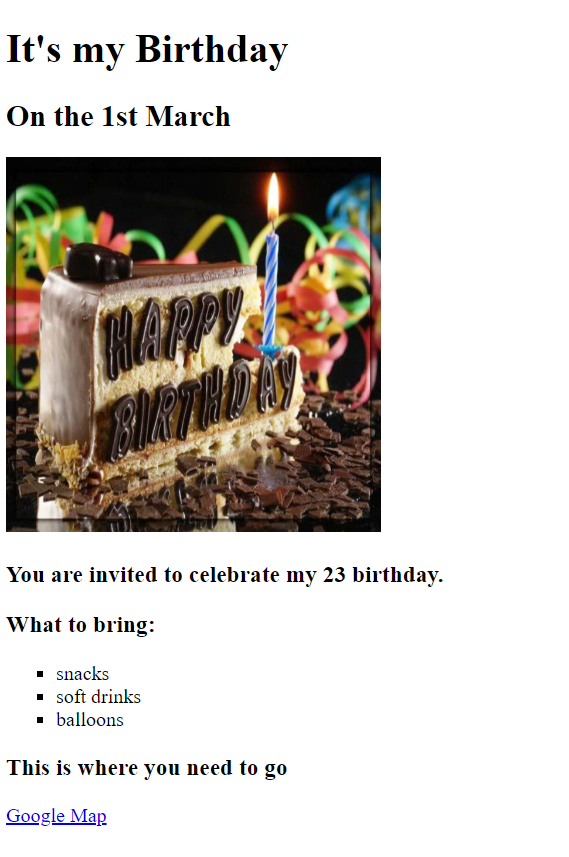 It's my Birthday
On the 1st March
HAPPY
BIRTHDAY
You are invited to celebrate my 23 birthday.
What to bring:
snacks
soft drinks
balloons
This is where you need to go
Google Map